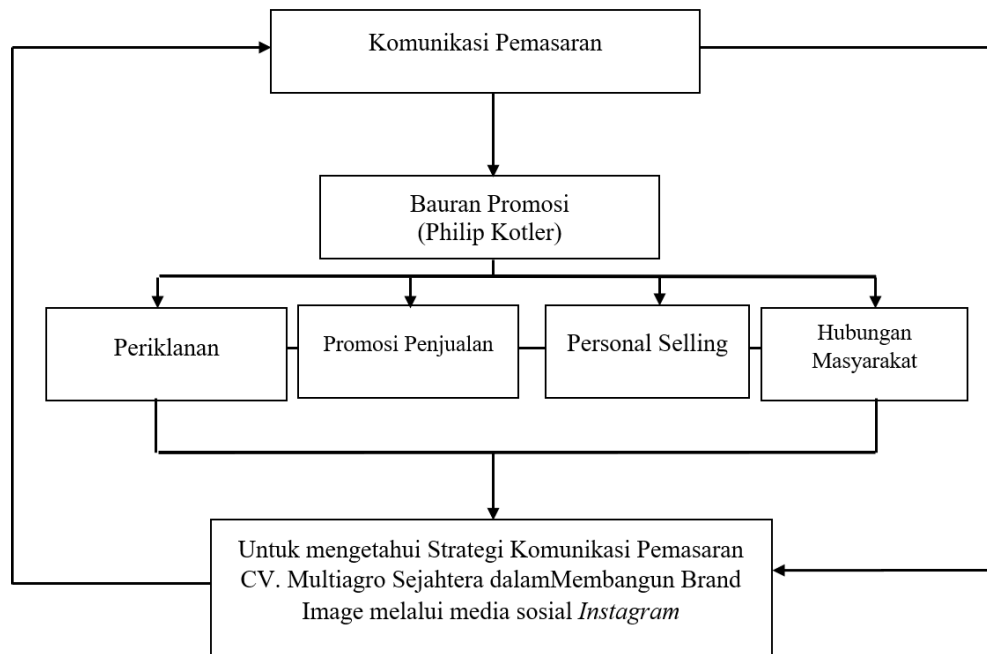 Komunikasi Pemasaran
Bauran Promosi
(Philip Kotler)
Periklanan
Promosi Penjualan
Personal Selling
Hubungan
Masyarakat
Untuk mengetahui Strategi Komunikasi Pemasaran
CV. Multiagro Sejahtera dalamMembangun Brand
Image melalui media sosial Instagram